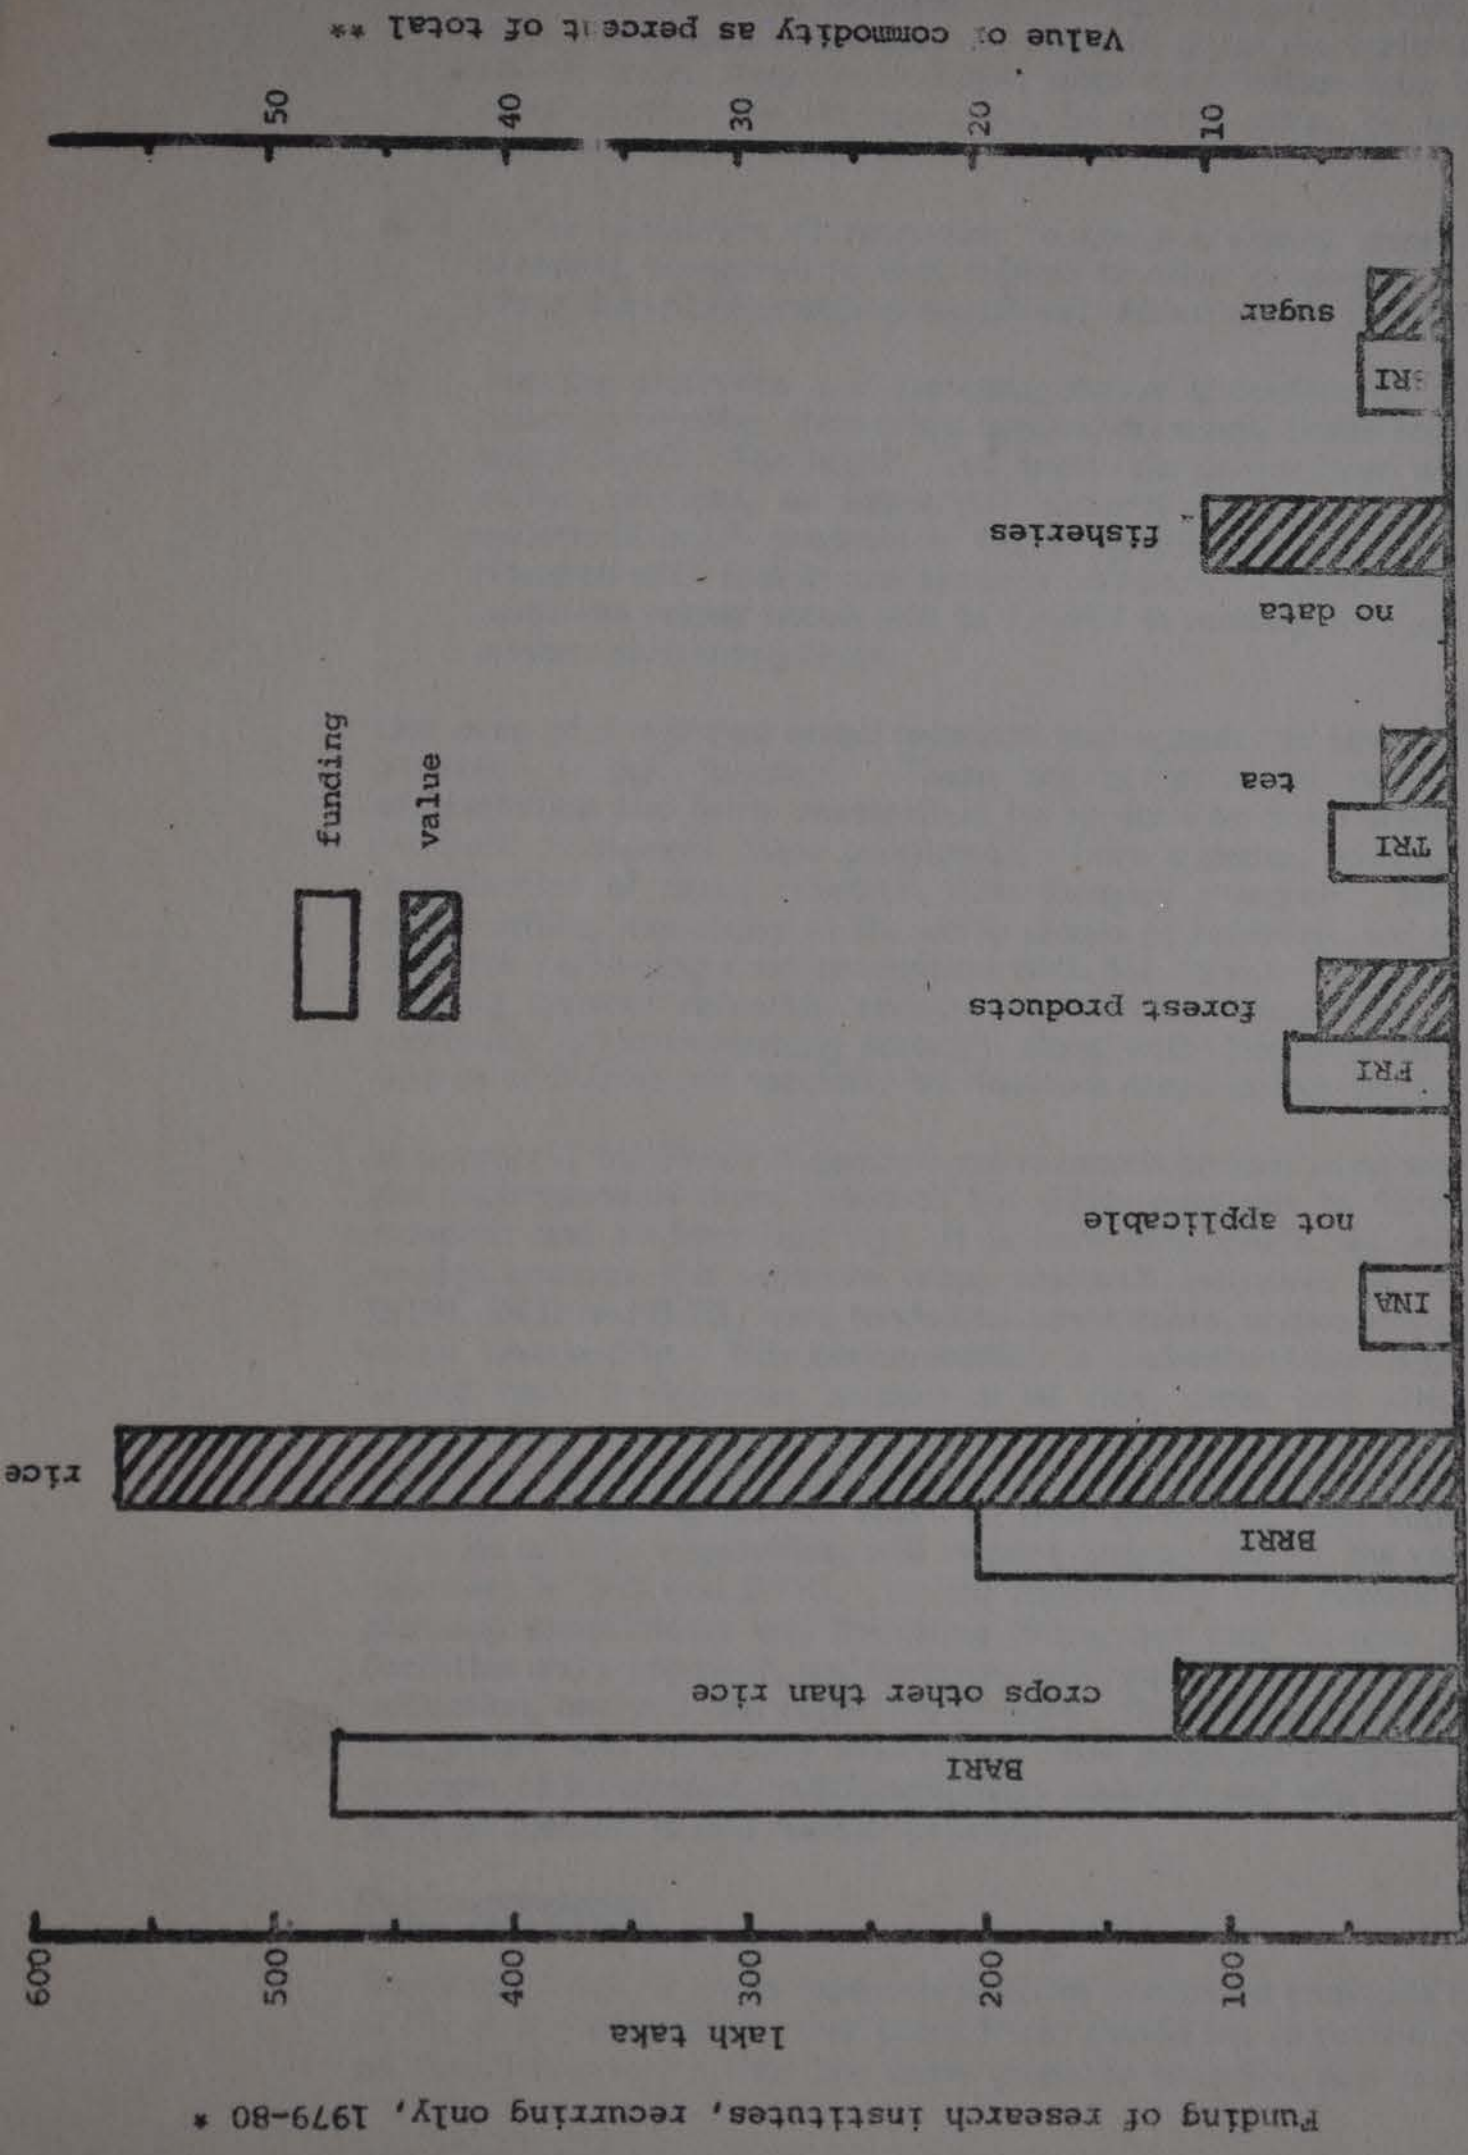 Funding of research institutes, recurring only, 1979-80 *
lakh taka
600
500
400
300
200
100
BARI
crops other than rice
BRRI
rice
INA
not applicable
FRI
forest products
TRI
tea
no data
fisheries
SRI
sugar
funding
value
50
40
30
20
10
Value of commodity as percent of total **